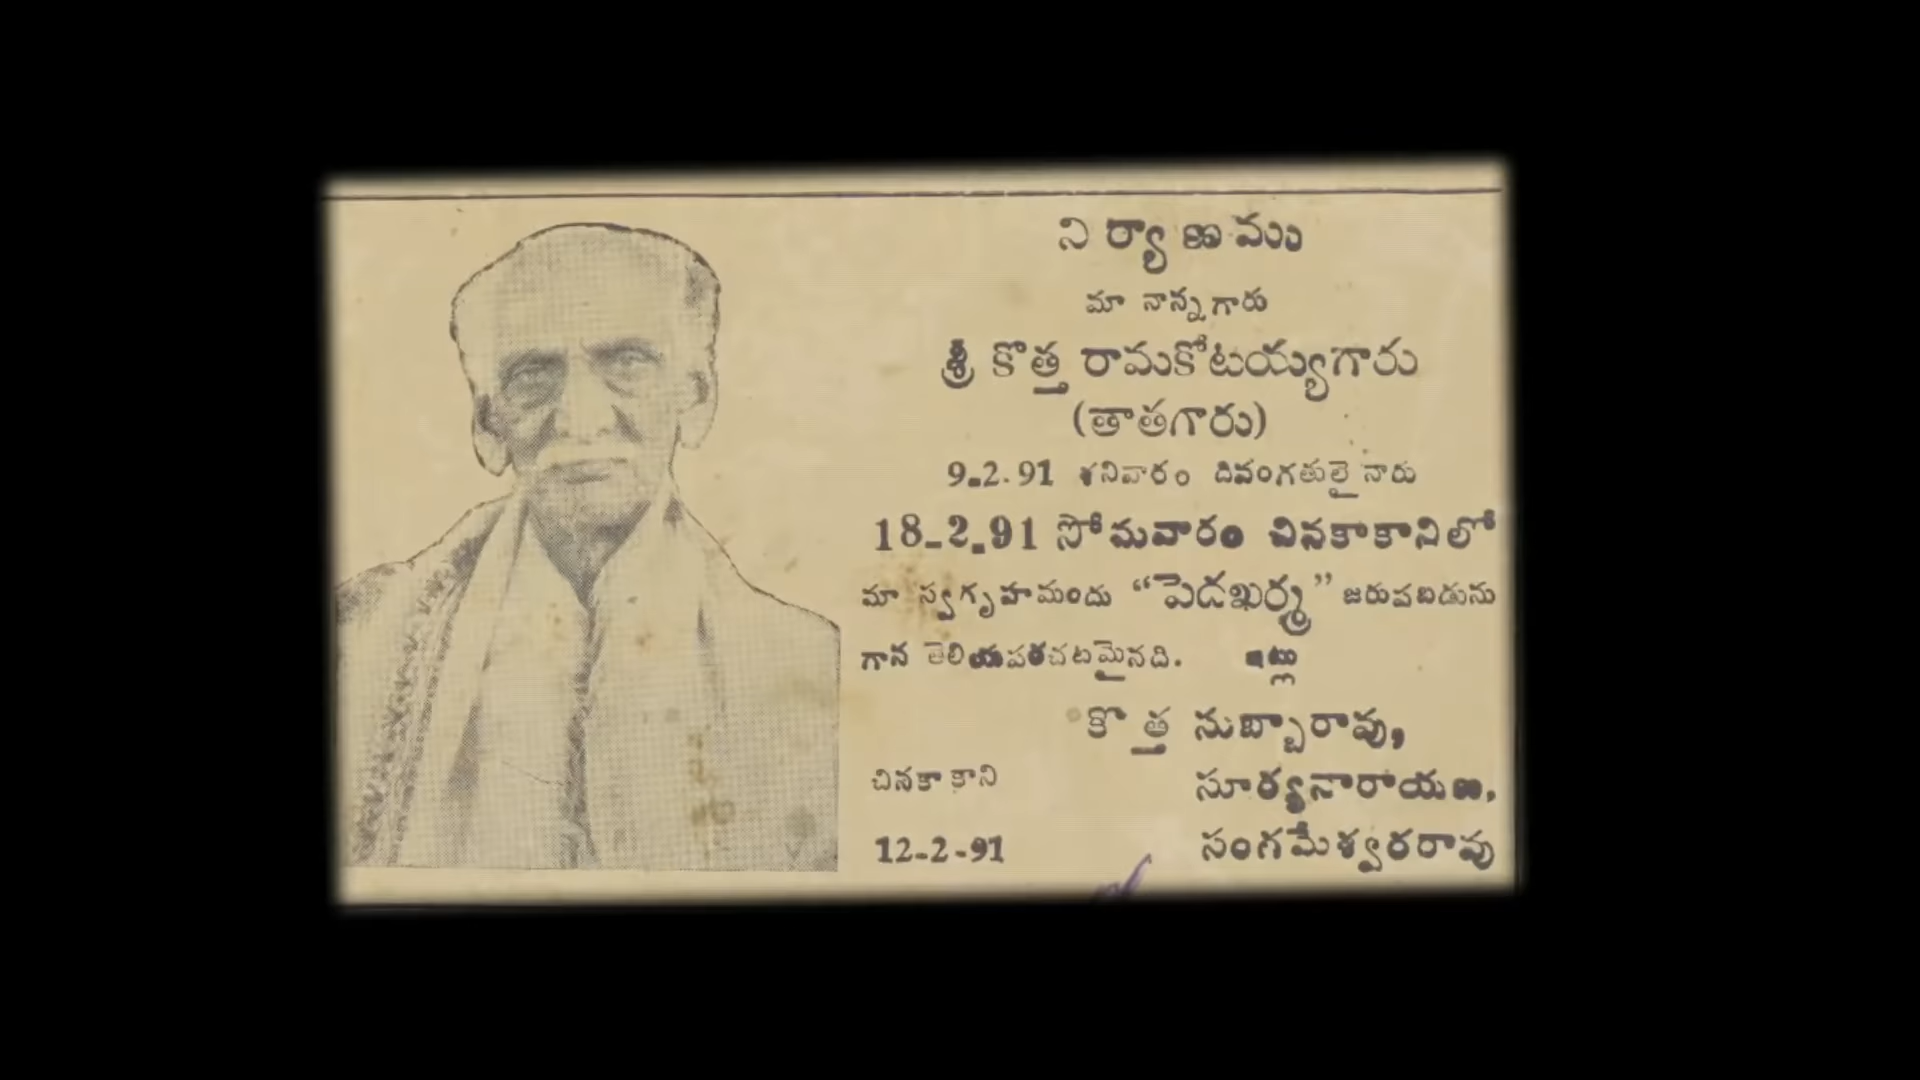 నిర్యాణము
మా నాన్నగారు
శ్రీ కొత్త రామకోటయ్యగారు
(తాతగారు)
9.2.91 శనివారం దివంగతులై నారు
18-2.91 సోమవారం చినకాకానిలో
మా స్వగృహమందు “పెదఖర్మ” జరుపబడును
గాన తెలియపరచటమైనది. ఇట్లు
కొత్త సుబ్బారావు,
చినకాకాని సూర్యనారాయణ.
12-2-91 సంగమేశ్వరరావు